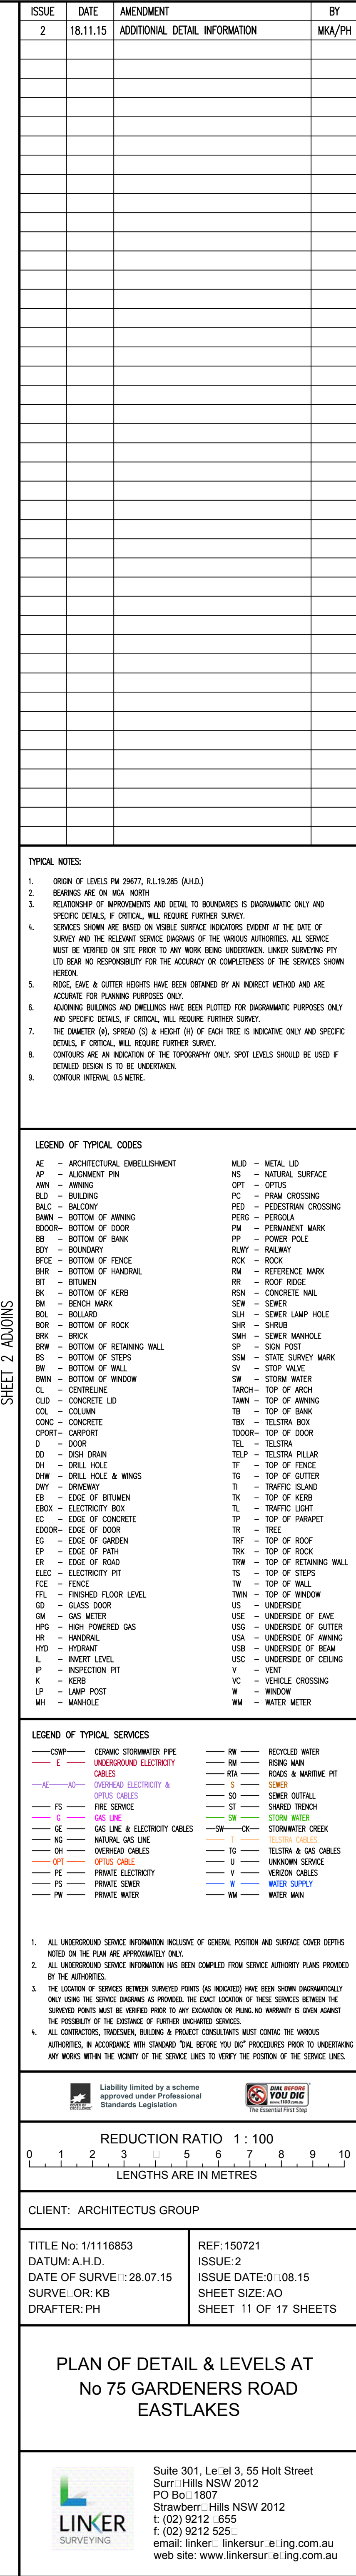 ISSUE DATE AMENDMENT BY
2 18.11.15 ADDITIONIAL DETAIL INFORMATION MKA/PH
SHEET 2 ADJOINS
TYPICAL NOTES:
1. ORIGIN OF LEVELS PM 29677, R.L.19.285 (A.H.D.)
2. BEARINGS ARE ON MGA NORTH
3. RELATIONSHIP OF IMPROVEMENTS AND DETAIL TO BOUNDARIES IS DIAGRAMMATIC ONLY AND
SPECIFIC DETAILS, IF CRITICAL, WILL REQUIRE FURTHER SURVEY.
4. SERVICES SHOWN ARE BASED ON VISIBLE SURFACE INDICATORS EVIDENT AT THE DATE OF
SURVEY AND THE RELEVANT SERVICE DIAGRAMS OF THE VARIOUS AUTHORITIES. ALL SERVICE
MUST BE VERIFIED ON SITE PRIOR TO ANY WORK BEING UNDERTAKEN. LINKER SURVEYING PTY
LTD BEAR NO RESPONSIBILITY FOR THE ACCURACY OR COMPLETENESS OF THE SERVICES SHOWN
HEREON.
5. RIDGE, EAVE & GUTTER HEIGHTS HAVE BEEN OBTAINED BY AN INDIRECT METHOD AND ARE
ACCURATE FOR PLANNING PURPOSES ONLY.
6. ADJOINING BUILDINGS AND DWELLINGS HAVE BEEN PLOTTED FOR DIAGRAMMATIC PURPOSES ONLY
AND SPECIFIC DETAILS, IF CRITICAL, WILL REQUIRE FURTHER SURVEY.
7. THE DIAMETER (ø), SPREAD (S) & HEIGHT (H) OF EACH TREE IS INDICATIVE ONLY AND SPECIFIC
DETAILS, IF CRITICAL, WILL REQUIRE FURTHER SURVEY.
8. CONTOURS ARE AN INDICATION OF THE TOPOGRAPHY ONLY. SPOT LEVELS SHOULD BE USED IF
DETAILED DESIGN IS TO BE UNDERTAKEN.
9. CONTOUR INTERVAL 0.5 METRE.
LEGEND OF TYPICAL CODES
AE – ARCHITECTURAL EMBELLISHMENT
AP – ALIGNMENT PIN
AWN – AWNING
BLD – BUILDING
BALC – BALCONY
BAWN – BOTTOM OF AWNING
BDOOR– BOTTOM OF DOOR
BB – BOTTOM OF BANK
BDY – BOUNDARY
BFCE – BOTTOM OF FENCE
BHR – BOTTOM OF HANDRAIL
BIT – BITUMEN
BK – BOTTOM OF KERB
BM – BENCH MARK
BOL – BOLLARD
BOR – BOTTOM OF ROCK
BRK – BRICK
BRW – BOTTOM OF RETAINING WALL
BS – BOTTOM OF STEPS
BW – BOTTOM OF WALL
BWIN – BOTTOM OF WINDOW
CL – CENTRELINE
CLID – CONCRETE LID
COL – COLUMN
CONC – CONCRETE
CPORT– CARPORT
D – DOOR
DD – DISH DRAIN
DH – DRILL HOLE
DHW – DRILL HOLE & WINGS
DWY – DRIVEWAY
EB – EDGE OF BITUMEN
EBOX – ELECTRICITY BOX
EC – EDGE OF CONCRETE
EDOOR– EDGE OF DOOR
EG – EDGE OF GARDEN
EP – EDGE OF PATH
ER – EDGE OF ROAD
ELEC – ELECTRICITY PIT
FCE – FENCE
FFL – FINISHED FLOOR LEVEL
GD – GLASS DOOR
GM – GAS METER
HPG – HIGH POWERED GAS
HR – HANDRAIL
HYD – HYDRANT
IL – INVERT LEVEL
IP – INSPECTION PIT
K – KERB
LP – LAMP POST
MH – MANHOLE
MLID – METAL LID
NS – NATURAL SURFACE
OPT – OPTUS
PC – PRAM CROSSING
PED – PEDESTRIAN CROSSING
PERG – PERGOLA
PM – PERMANENT MARK
PP – POWER POLE
RLWY – RAILWAY
RCK – ROCK
RM – REFERENCE MARK
RR – ROOF RIDGE
RSN – CONCRETE NAIL
SEW – SEWER
SLH – SEWER LAMP HOLE
SHR – SHRUB
SMH – SEWER MANHOLE
SP – SIGN POST
SSM – STATE SURVEY MARK
SV – STOP VALVE
SW – STORM WATER
TARCH– TOP OF ARCH
TAWN – TOP OF AWNING
TB – TOP OF BANK
TBX – TELSTRA BOX
TDOOR– TOP OF DOOR
TEL – TELSTRA
TELP – TELSTRA PILLAR
TF – TOP OF FENCE
TG – TOP OF GUTTER
TI – TRAFFIC ISLAND
TK – TOP OF KERB
TL – TRAFFIC LIGHT
TP – TOP OF PARAPET
TR – TREE
TRF – TOP OF ROOF
TRK – TOP OF ROCK
TRW – TOP OF RETAINING WALL
TS – TOP OF STEPS
TW – TOP OF WALL
TWIN – TOP OF WINDOW
US – UNDERSIDE
USE – UNDERSIDE OF EAVE
USG – UNDERSIDE OF GUTTER
USA – UNDERSIDE OF AWNING
USB – UNDERSIDE OF BEAM
USC – UNDERSIDE OF CEILING
V – VENT
VC – VEHICLE CROSSING
W – WINDOW
WM – WATER METER
LEGEND OF TYPICAL SERVICES
CSWP CERAMIC STORMWATER PIPE
E UNDERGROUND ELECTRICITY
CABLES
AE AO OVERHEAD ELECTRICITY &
OPTUS CABLES
FS FIRE SERVICE
G GAS LINE
GE GAS LINE & ELECTRICITY CABLES
NG NATURAL GAS LINE
OH OVERHEAD CABLES
OPT OPTUS CABLE
PE PRIVATE ELECTRICITY
PS PRIVATE SEWER
PW PRIVATE WATER
RW RECYCLED WATER
RM RISING MAIN
RTA ROADS & MARITIME PIT
S SEWER
SO SEWER OUTFALL
ST SHARED TRENCH
SW STORM WATER
SW CK STORMWATER CREEK
T TELSTRA CABLES
TG TELSTRA & GAS CABLES
U UNKNOWN SERVICE
V VERIZON CABLES
W WATER SUPPLY
WM WATER MAIN
1. ALL UNDERGROUND SERVICE INFORMATION INCLUSIVE OF GENERAL POSITION AND SURFACE COVER DEPTHS
NOTED ON THE PLAN ARE APPROXIMATELY ONLY.
2. ALL UNDERGROUND SERVICE INFORMATION HAS BEEN COMPILED FROM SERVICE AUTHORITY PLANS PROVIDED
BY THE AUTHORITIES.
3. THE LOCATION OF SERVICES BETWEEN SURVEYED POINTS (AS INDICATED) HAVE BEEN SHOWN DIAGRAMATICALLY
ONLY USING THE SERVICE DIAGRAMS AS PROVIDED. THE EXACT LOCATION OF THESE SERVICES BETWEEN THE
SURVEYED POINTS MUST BE VERIFIED PRIOR TO ANY EXCAVATION OR PILING. NO WARRANTY IS GIVEN AGAINST
THE POSSIBILITY OF THE EXISTANCE OF FURTHER UNCHARTED SERVICES.
4. ALL CONTRACTORS, TRADESMEN, BUILDING & PROJECT CONSULTANTS MUST CONTAC THE VARIOUS
AUTHORITIES, IN ACCORDANCE WITH STANDARD "DIAL BEFORE YOU DIG" PROCEDURES PRIOR TO UNDERTAKING
ANY WORKS WITHIN THE VICINITY OF THE SERVICE LINES TO VERIFY THE POSITION OF THE SERVICE LINES.
Liability limited by a scheme
approved under Professional
Standards Legislation
DIAL BEFORE
YOU DIG
www.1100.com.au
The Essential First Step
REDUCTION RATIO 1 : 100
0 1 2 3 □ 5 6 7 8 9 10
LENGTHS ARE IN METRES
CLIENT: ARCHITECTUS GROUP
TITLE No: 1/1116853
DATUM: A.H.D.
DATE OF SURVE□: 28.07.15
SURVE□OR: KB
DRAFTER: PH
REF: 150721
ISSUE: 2
ISSUE DATE:0□.08.15
SHEET SIZE: AO
SHEET 11 OF 17 SHEETS
PLAN OF DETAIL & LEVELS AT
No 75 GARDENERS ROAD
EASTLAKES
LINKER
SURVEYING
Suite 301, Le□el 3, 55 Holt Street
Surr□ Hills NSW 2012
PO Bo□ 1807
Strawberr□ Hills NSW 2012
t: (02) 9212 □655
f: (02) 9212 525□
email: linker□ linkersur□e□ing.com.au
web site: www.linkersur□e□ing.com.au